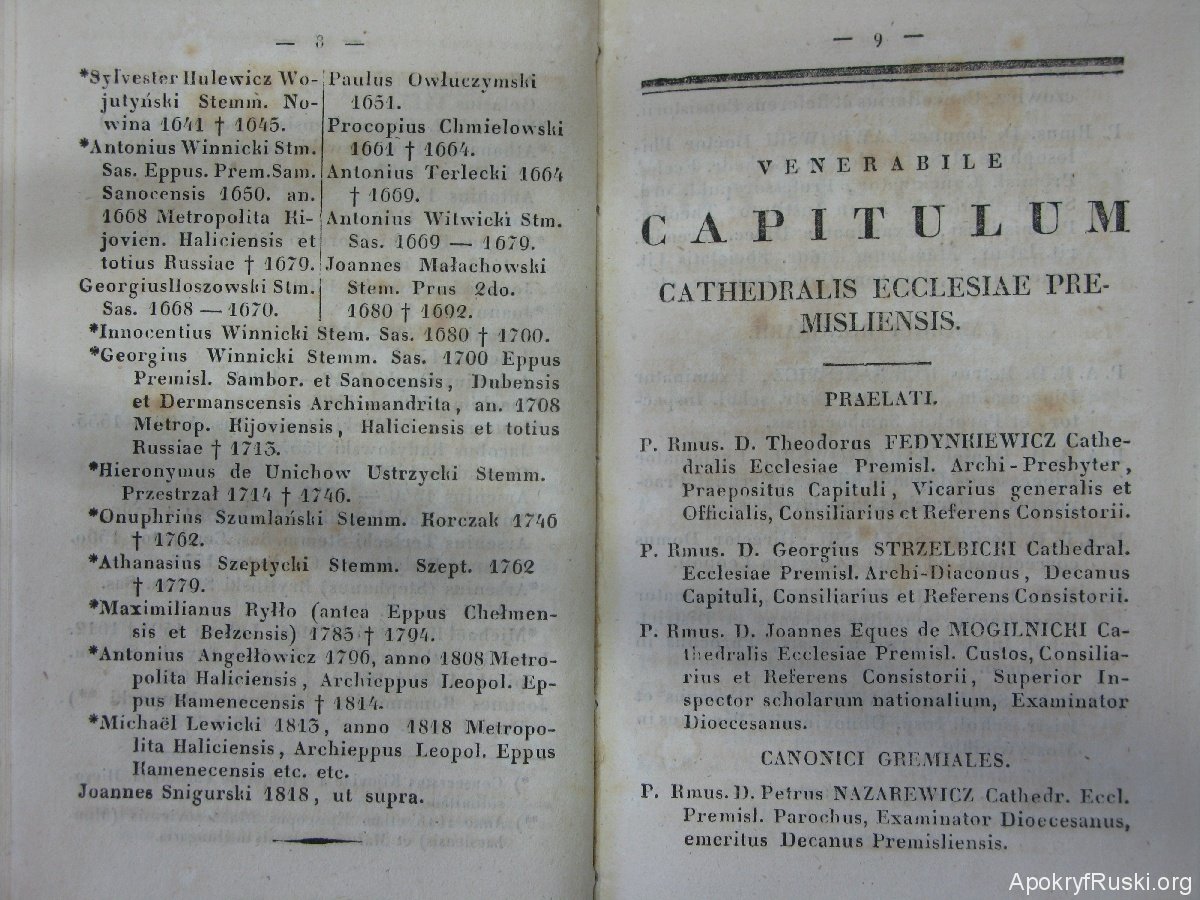 — 8 —
*Sylvester Hulewicz Wo-
jutyński Stemm. No-
wina 1641 † 1645.
*Antonius Winnicki Stm.
Sas. Eppus. Prem. Sam.
Sanocensis 1650. an.
1668 Metropolita Ki-
jovien. Haliciensis et
totius Russiae † 1679.
Georgius Hoszowski Stm.
Sas. 1668 — 1670.
Paulus Owłuczymski
1651.
Procopius Chmielowski
1661 † 1664.
Antonius Terlecki 1664
† 1669.
Antonius Witwicki Stm.
Sas. 1669 — 1679.
Joannes Małachowski
Stem. Prus 2do.
1680 † 1692.
*Innocentius Winnicki Stem. Sas. 1680 † 1700.
*Georgius Winnicki Stemm. Sas. 1700 Eppus
Premisl. Sambor. et Sanocensis, Dubensis
et Dermanscensis Archimandrita, an. 1708
Metrop. Kijoviensis, Haliciensis et totius
Russiae † 1713.
*Hieronymus de Unichow Ustrzycki Stemm.
Przestrzał 1714 † 1746.
*Onuphrius Szumlański Stemm. Korczak 1746
† 1762.
*Athanasius Szeptycki Stemm. Szept. 1762
† 1779.
*Maximilianus Ryłło (antea Eppus Chełmen-
sis et Bełzensis) 1785 † 1794.
*Antonius Angełłowicz 1796, anno 1808 Metro-
polita Haliciensis, Archieppus Leopol. Ep-
pus Kamenecensis † 1814.
*Michaël Lewicki 1813, anno 1818 Metropo-
lita Haliciensis, Archieppus Leopol. Eppus
Kamenecensis etc. etc.
Joannes Snigurski 1818, ut supra.
— 9 —
VENERABILE
CAPITULUM
CATHEDRALIS ECCLESIAE PRE-
MISLIENSIS.
PRAELATI.
P. Rmus. D. Theodorus FEDYNKIEWICZ Cathe-
dralis Ecclesiae Premisl. Archi-Presbyter,
Praepositus Capituli, Vicarius generalis et
Officialis, Consiliarius et Referens Consistorii.
P. Rmus. D. Georgius STRZELBICKI Cathedral.
Ecclesiae Premisl. Archi-Diaconus, Decanus
Capituli, Consiliarius et Referens Consistorii.
P. Rmus. D. Joannes Eques de MOGILNICKI Ca-
thedralis Ecclesiae Premisl. Custos, Consilia-
rius et Referens Consistorii, Superior In-
spector scholarum nationalium, Examinator
Dioecesanus.
CANONICI GREMIALES.
P. Rmus. D. Petrus NAZAREWICZ Cathedr. Eccl.
Premisl. Parochus, Examinator Dioecesanus,
emeritus Decanus Premisliensis.
ApokryfRuski.org